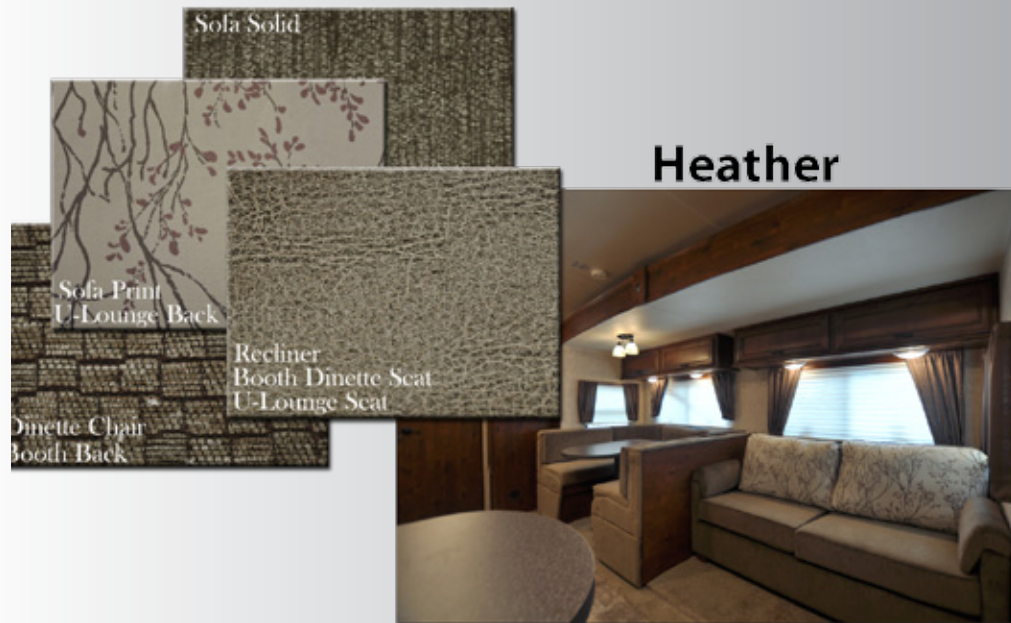 Sofa Solid
Heather
Sofa Print
U-Lounge Back
Recliner
Booth Dinette Seat
U-Lounge Seat
Dinette Chair
Booth Back